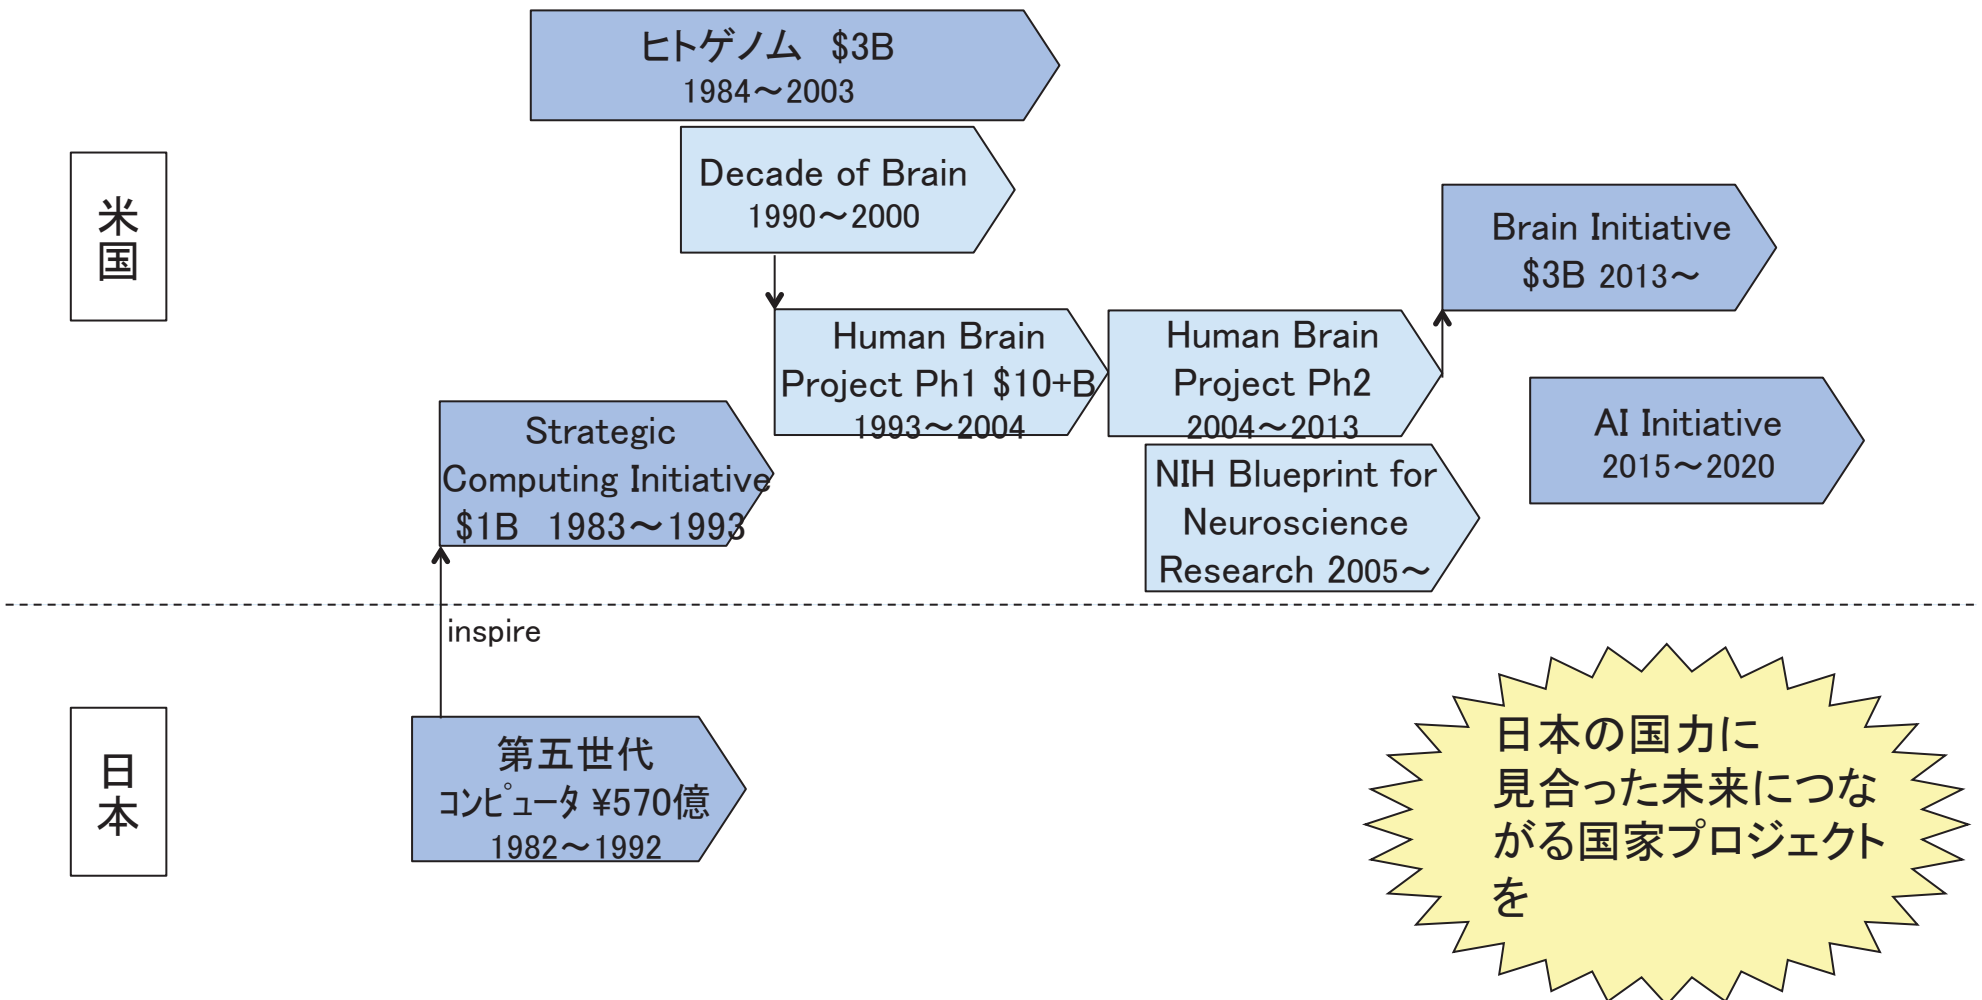 ヒトゲノム $3B
1984～2003
Decade of Brain
1990～2000
米国
Brain Initiative
$3B 2013～
Human Brain
Project Ph1 $10+B
1993～2004
Human Brain
Project Ph2
2004～2013
AI Initiative
2015～2020
Strategic
Computing Initiative
$1B 1983～1993
NIH Blueprint for
Neuroscience
Research 2005～
inspire
日本
第五世代
ｺﾝﾋﾟｭｰﾀ ¥570億
1982～1992
日本の国力に
見合った未来につな
がる国家プロジェクト
を